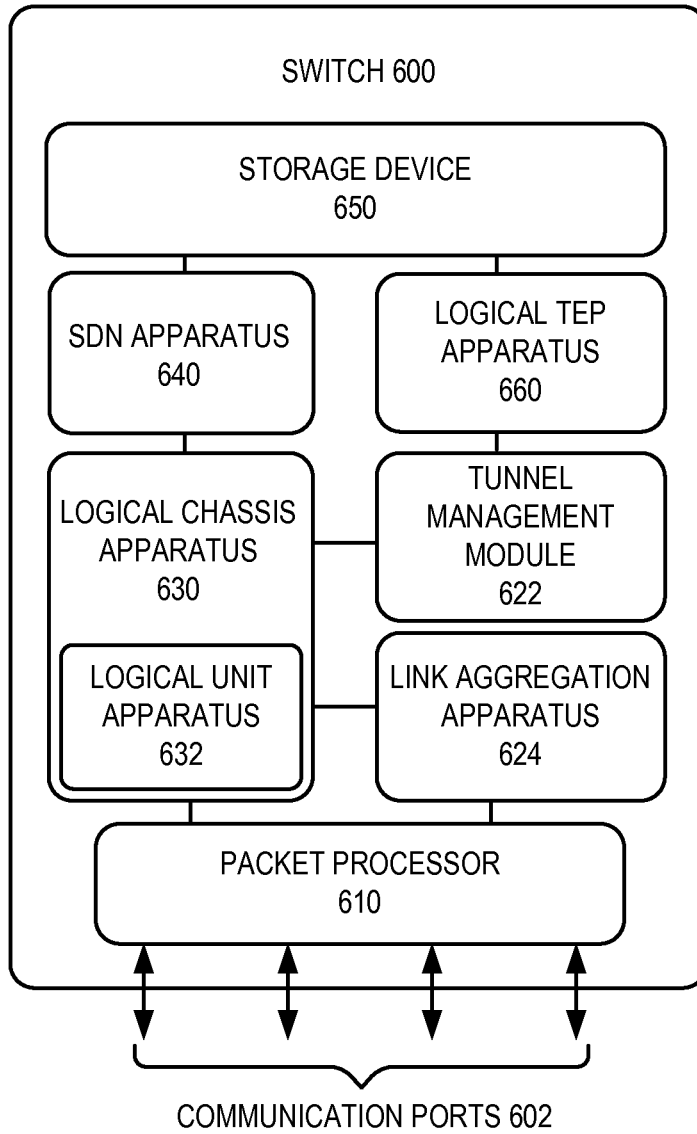 SWITCH 600
STORAGE DEVICE
650
SDN APPARATUS
640
LOGICAL TEP
APPARATUS
660
LOGICAL CHASSIS
APPARATUS
630
TUNNEL
MANAGEMENT
MODULE
622
LOGICAL UNIT
APPARATUS
632
LINK AGGREGATION
APPARATUS
624
PACKET PROCESSOR
610
COMMUNICATION PORTS 602